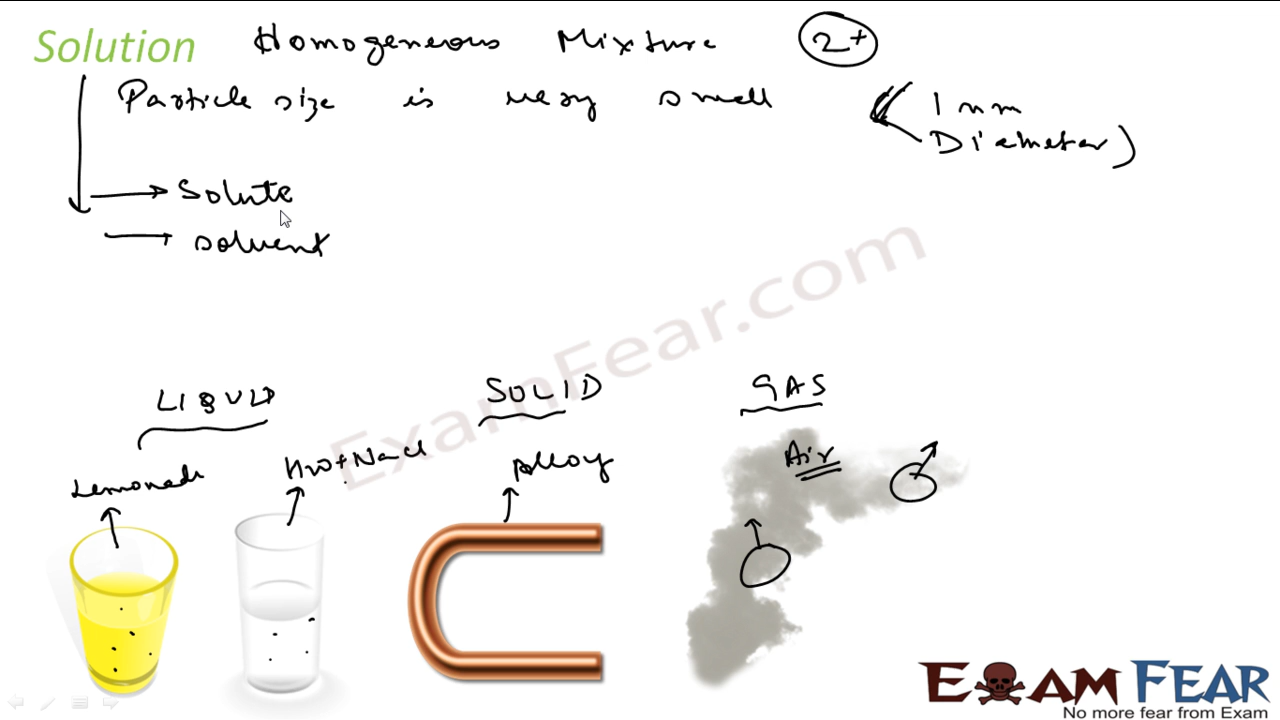 Solution Homogeneous Mixture 2+
Particle size is very small < 1 nm
Diameter)
→ Solute
→ solvent
ExamFear.com
LIQUID SOLID GAS
Lemonade H2O+Nacl Alloy Air
EXAM FEAR
No more fear from Exam